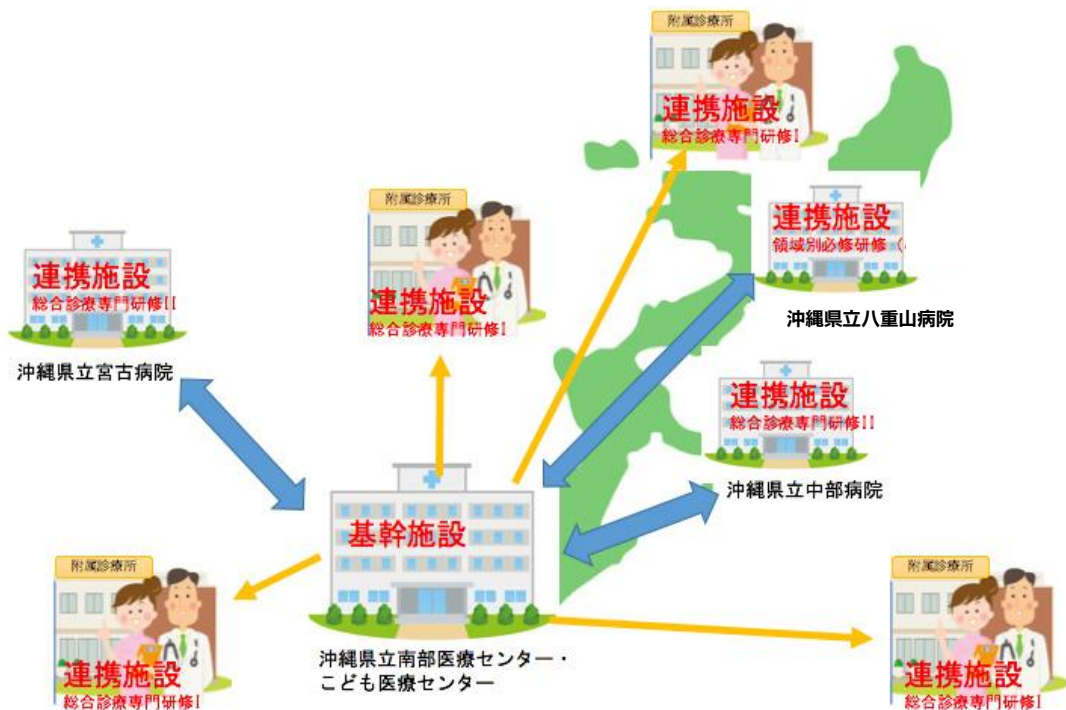 附属診療所
連携施設
総合診療専門研修I
附属診療所
連携施設
総合診療専門研修I
連携施設
領域別必修研修（
沖縄県立八重山病院
連携施設
総合診療専門研修II
沖縄県立宮古病院
連携施設
総合診療専門研修II
沖縄県立中部病院
基幹施設
沖縄県立南部医療センター・
こども医療センター
附属診療所
連携施設
総合診療専門研修I
附属診療所
連携施設
総合診療専門研修I